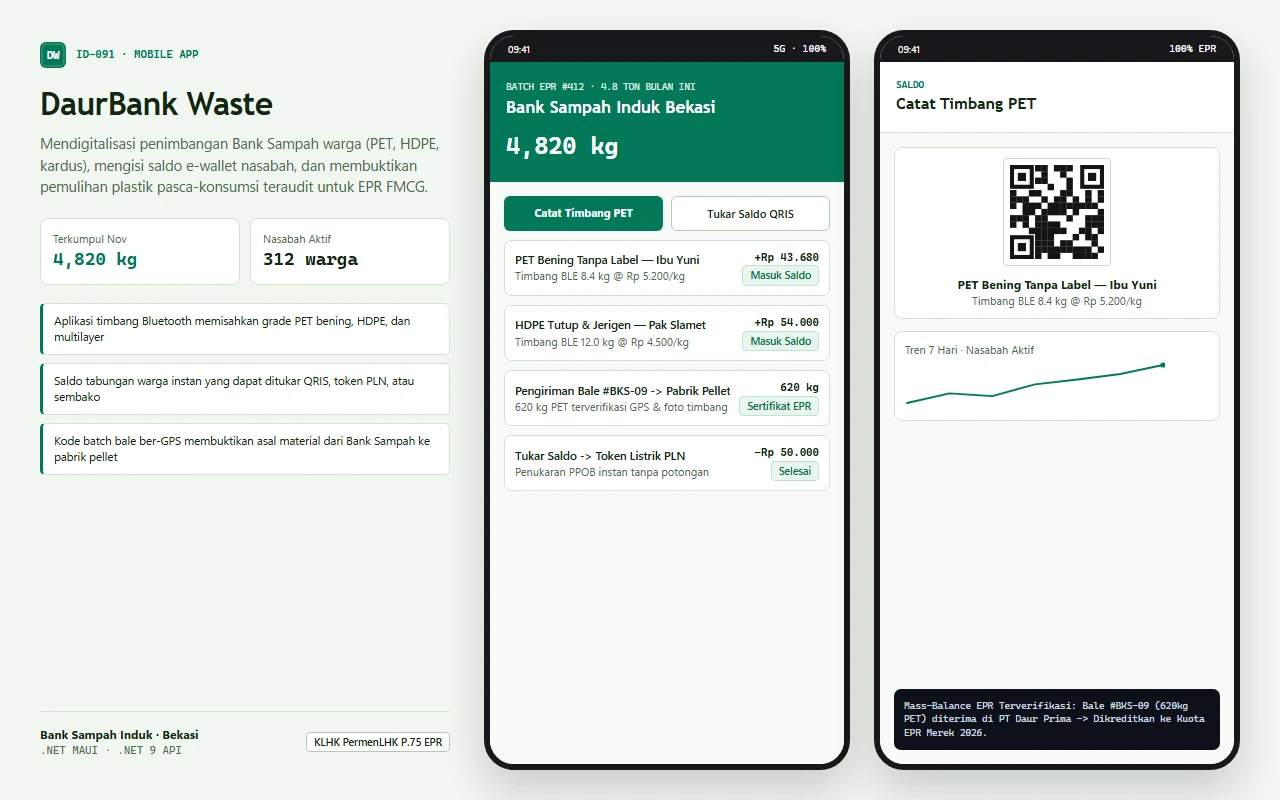 DW
ID-091 · MOBILE APP
DaurBank Waste
Mendigitalisasi penimbangan Bank Sampah warga (PET, HDPE,
kardus), mengisi saldo e-wallet nasabah, dan membuktikan
pemulihan plastik pasca-konsumsi teraudit untuk EPR FMCG.
Terkumpul Nov
4,820 kg
Nasabah Aktif
312 warga
Aplikasi timbang Bluetooth memisahkan grade PET bening, HDPE, dan
multilayer
Saldo tabungan warga instan yang dapat ditukar QRIS, token PLN, atau
sembako
Kode batch bale ber-GPS membuktikan asal material dari Bank Sampah ke
pabrik pellet
Bank Sampah Induk · Bekasi
.NET MAUI · .NET 9 API
KLHK PermenLHK P.75 EPR
09:41
5G · 100%
BATCH EPR #412 · 4.8 TON BULAN INI
Bank Sampah Induk Bekasi
4,820 kg
Catat Timbang PET
Tukar Saldo QRIS
PET Bening Tanpa Label — Ibu Yuni
Timbang BLE 8.4 kg @ Rp 5.200/kg
+Rp 43.680
Masuk Saldo
HDPE Tutup & Jerigen — Pak Slamet
Timbang BLE 12.0 kg @ Rp 4.500/kg
+Rp 54.000
Masuk Saldo
Pengiriman Bale #BKS-09 -> Pabrik Pellet
620 kg PET terverifikasi GPS & foto timbang
620 kg
Sertifikat EPR
Tukar Saldo -> Token Listrik PLN
Penukaran PPOB instan tanpa potongan
−Rp 50.000
Selesai
09:41
100% EPR
SALDO
Catat Timbang PET
PET Bening Tanpa Label — Ibu Yuni
Timbang BLE 8.4 kg @ Rp 5.200/kg
Tren 7 Hari · Nasabah Aktif
Mass-Balance EPR Terverifikasi: Bale #BKS-09 (620kg
PET) diterima di PT Daur Prima -> Dikreditkan ke Kuota
EPR Merek 2026.